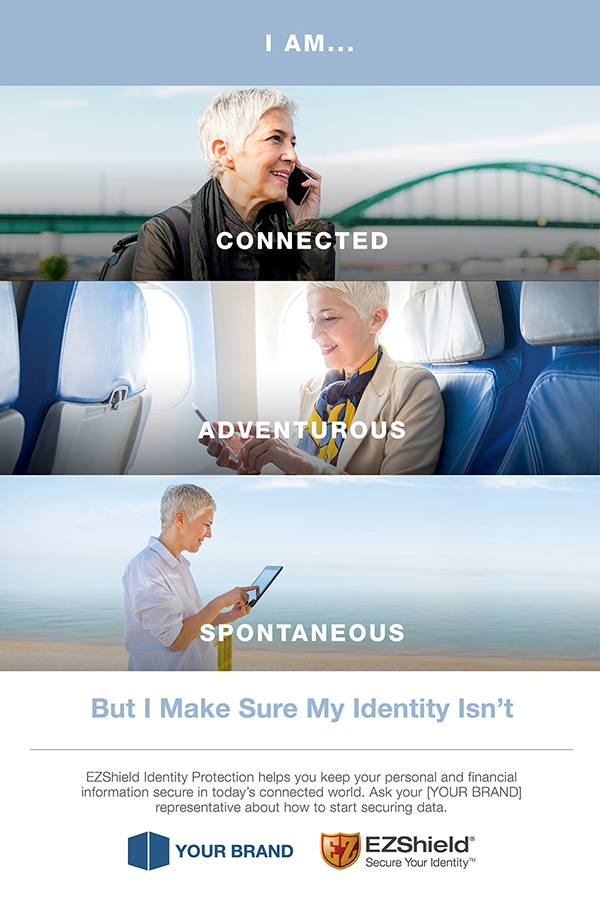 I AM...
CONNECTED
ADVENTUROUS
SPONTANEOUS
But I Make Sure My Identity Isn’t
EZShield Identity Protection helps you keep your personal and financial
information secure in today’s connected world. Ask your [YOUR BRAND]
representative about how to start securing data.
YOUR BRAND
EZ
EZShield®
Secure Your Identity™